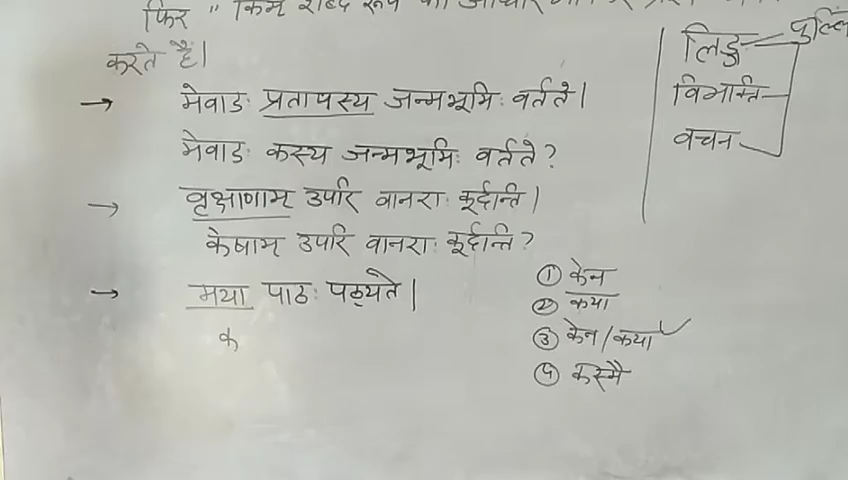 फिर "किम् शब्द रूप
करते है।
→ मेवाडः प्रतापस्य जन्मभूमिः वर्तते।
मेवाडः कस्य जन्मभूमिः वर्तते?
→ वृक्षाणाम् उपरि वानराः कूर्दन्ति।
केषाम् उपरि वानराः कूर्दन्ति?
→ मया पाठः पठ्यते।
क
① केन
② कया
③ केन/कया ✓
④ कस्मै
लिङ्ग पुल्लि
विभक्ति
वचन